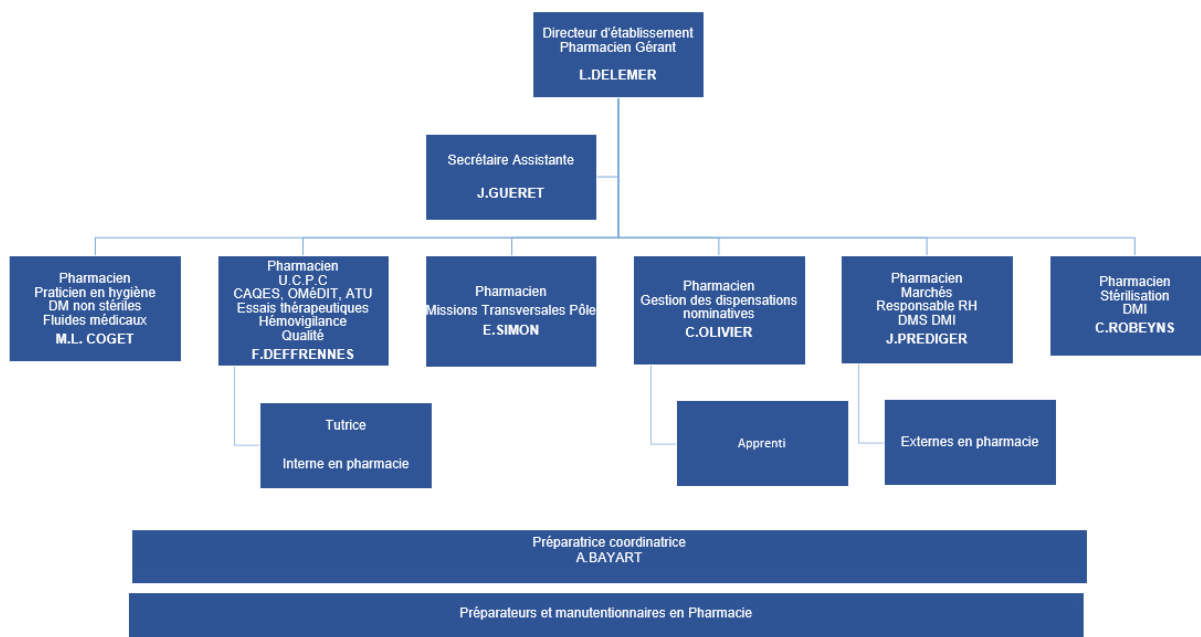 Directeur d'établissement
Pharmacien Gérant
L.DELEMER
Secrétaire Assistante
J.GUERET
Pharmacien
Praticien en hygiène
DM non stériles
Fluides médicaux
M.L. COGET
Pharmacien
U.C.P.C
CAQES, OMéDIT, ATU
Essais thérapeutiques
Hémovigilance
Qualité
F.DEFFRENNES
Pharmacien
Missions Transversales Pôle
E.SIMON
Pharmacien
Gestion des dispensations
nominatives
C.OLIVIER
Pharmacien
Marchés
Responsable RH
DMS DMI
J.PREDIGER
Pharmacien
Stérilisation
DMI
C.ROBEYNS
Tutrice
Interne en pharmacie
Apprenti
Externes en pharmacie
Préparatrice coordinatrice
A.BAYART
Préparateurs et manutentionnaires en Pharmacie